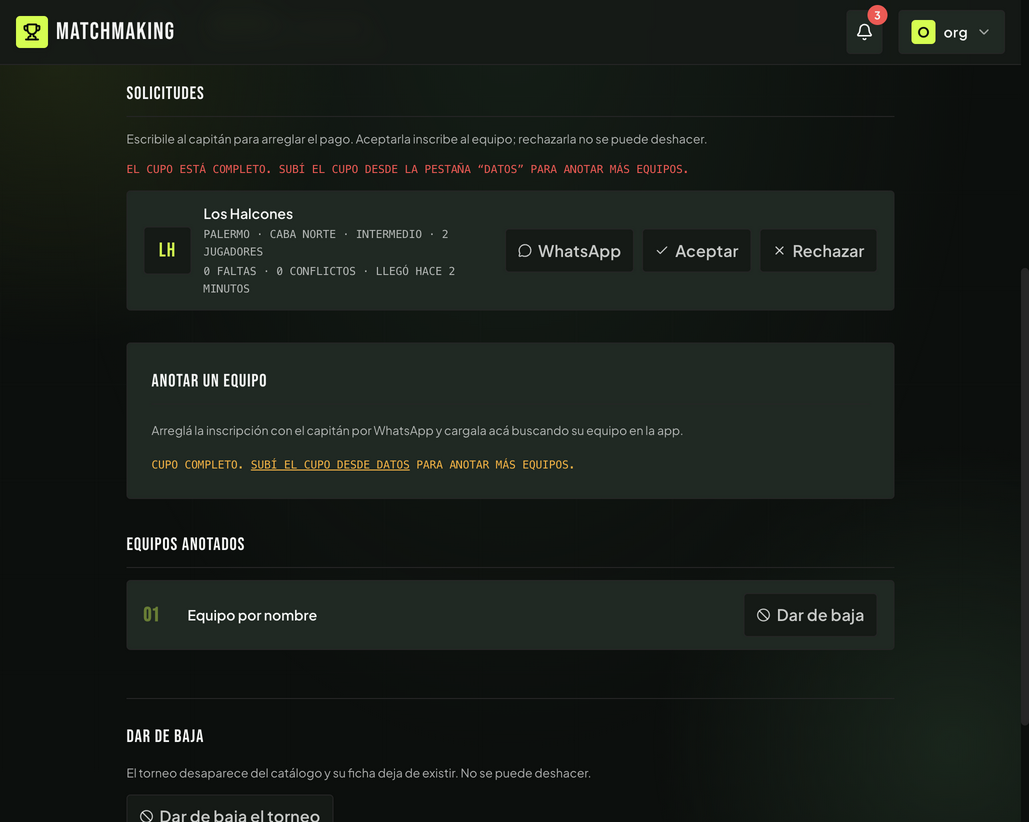 MATCHMAKING
3
O org
SOLICITUDES
Escribile al capitán para arreglar el pago. Aceptarla inscribe al equipo; rechazarla no se puede deshacer.
EL CUPO ESTÁ COMPLETO. SUBÍ EL CUPO DESDE LA PESTAÑA “DATOS” PARA ANOTAR MÁS EQUIPOS.
LH
Los Halcones
PALERMO · CABA NORTE · INTERMEDIO · 2
JUGADORES
0 FALTAS · 0 CONFLICTOS · LLEGÓ HACE 2
MINUTOS
WhatsApp
Aceptar
Rechazar
ANOTAR UN EQUIPO
Arreglá la inscripción con el capitán por WhatsApp y cargala acá buscando su equipo en la app.
CUPO COMPLETO. SUBÍ EL CUPO DESDE DATOS PARA ANOTAR MÁS EQUIPOS.
EQUIPOS ANOTADOS
01 Equipo por nombre
Dar de baja
DAR DE BAJA
El torneo desaparece del catálogo y su ficha deja de existir. No se puede deshacer.
Dar de baja el torneo